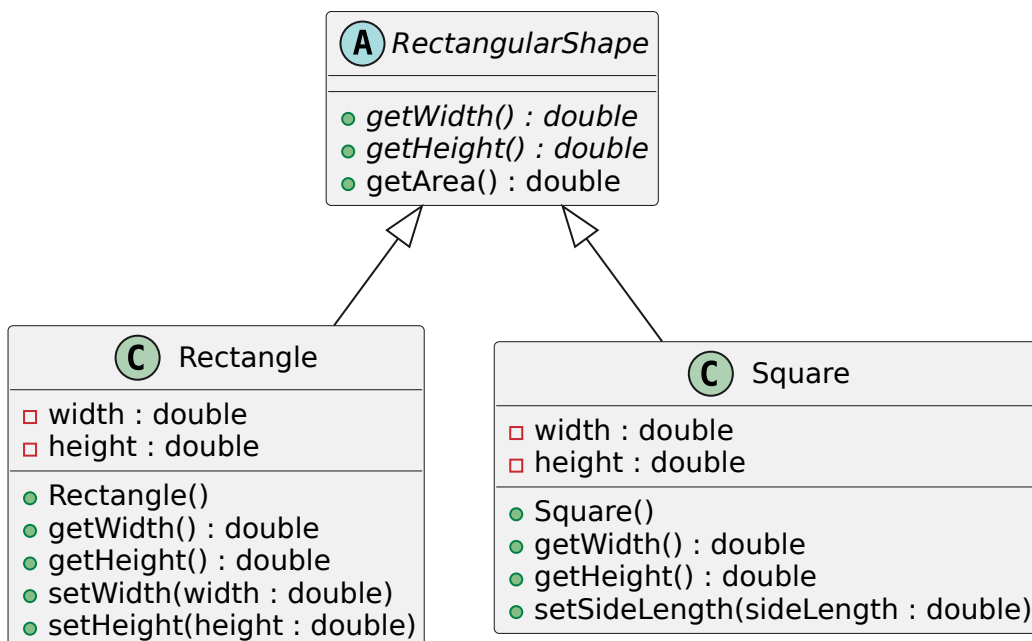 A RectangularShape
getWidth() : double
getHeight() : double
getArea() : double
C Rectangle
width : double
height : double
Rectangle()
getWidth() : double
getHeight() : double
setWidth(width : double)
setHeight(height : double)
C Square
width : double
height : double
Square()
getWidth() : double
getHeight() : double
setSideLength(sideLength : double)